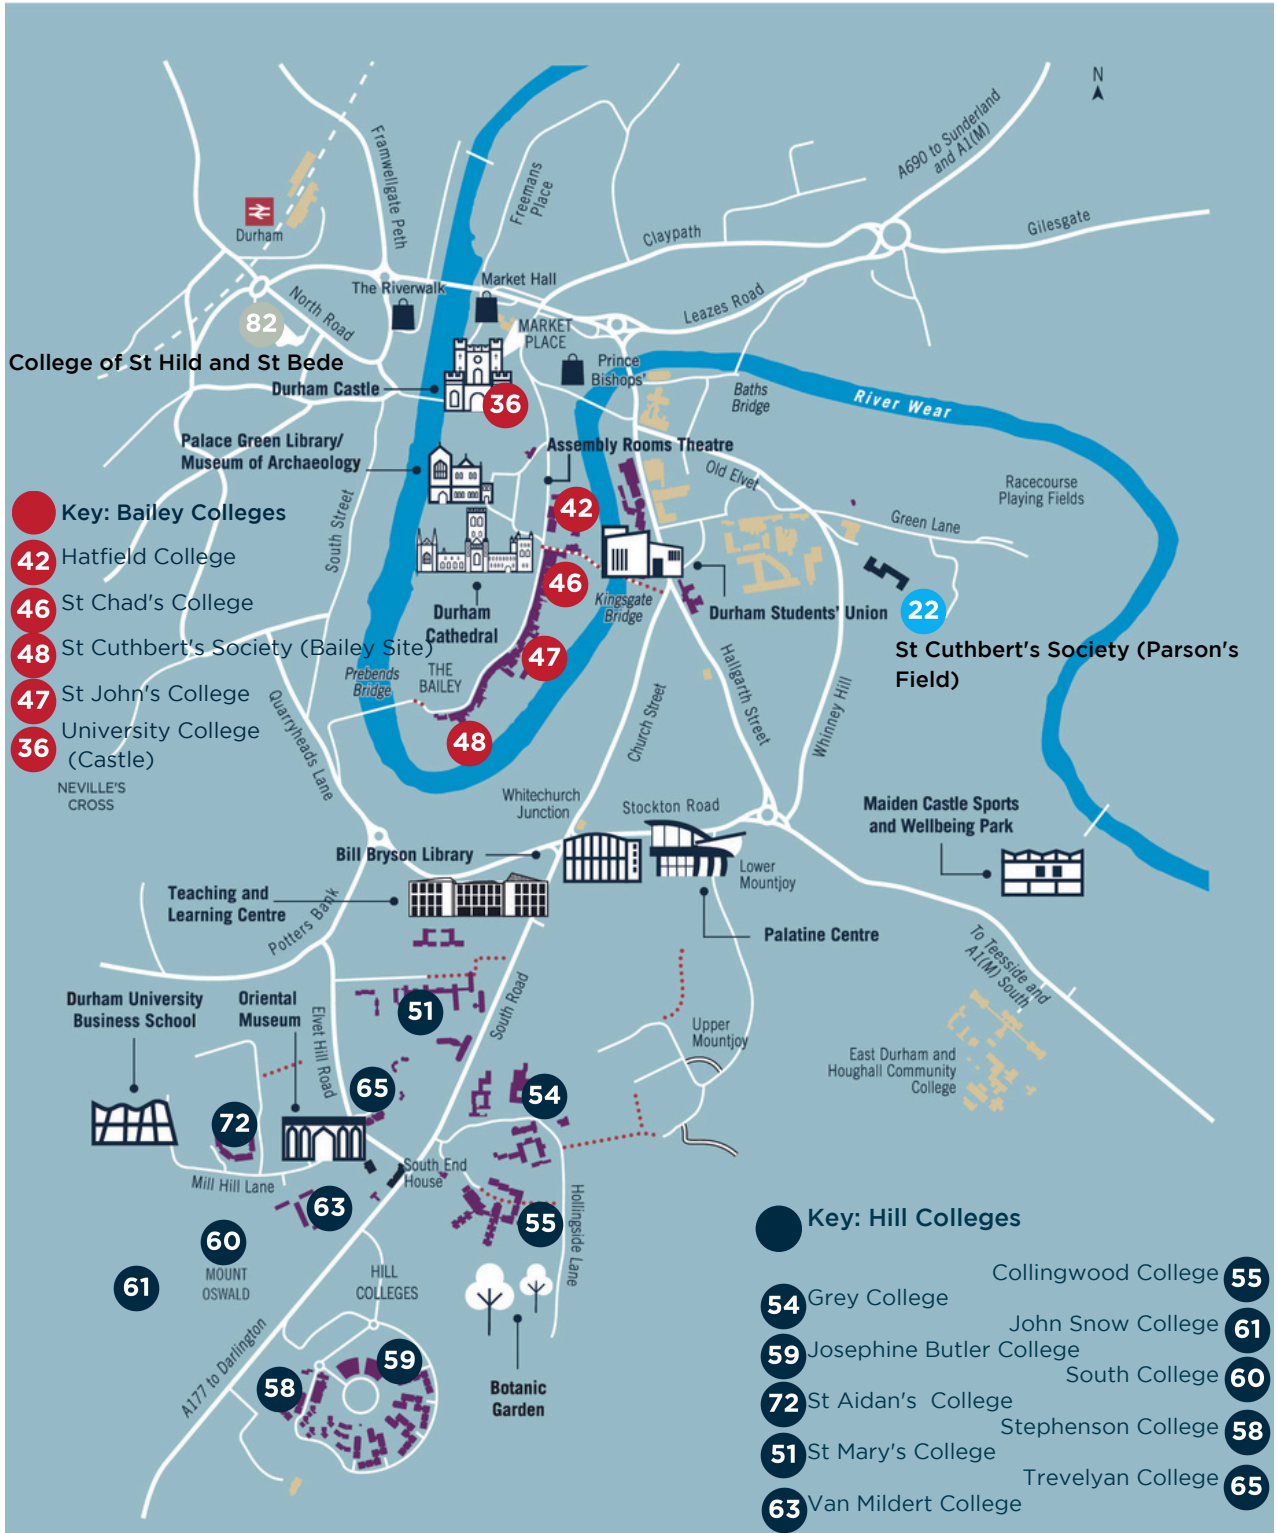 N
A690 to Sunderland
and A1(M)
Framwellgate Peth
Freemans
Place
Durham
Claypath
Gilesgate
The Riverwalk
Market Hall
North Road
82
College of St Hild and St Bede
MARKET
PLACE
Leazes Road
Prince
Bishops'
Durham Castle
36
Baths
Bridge
River Wear
Palace Green Library/
Museum of Archaeology
Assembly Rooms Theatre
Old Elvet
Racecourse
Playing Fields
Green Lane
South Street
42
46
Kingsgate
Bridge
Durham
Cathedral
Durham Students' Union
22
St Cuthbert's Society (Parson's
Field)
47
Prebends
Bridge
THE
BAILEY
48
Key: Bailey Colleges
42 Hatfield College
46 St Chad's College
48 St Cuthbert's Society (Bailey Site)
47 St John's College
36 University College
(Castle)
NEVILLE'S
CROSS
Quarryheads Lane
Church Street
Hallgarth Street
Whinney Hill
Whitechurch
Junction
Stockton Road
Maiden Castle Sports
and Wellbeing Park
Bill Bryson Library
Lower
Mountjoy
Teaching and
Learning Centre
Potters Bank
Palatine Centre
To Teesside and
A1(M) South
Durham University
Business School
Oriental
Museum
Elvet Hill Road
51
South Road
Upper
Mountjoy
East Durham and
Houghall Community
College
65
54
72
Mill Hill Lane
South End
House
63
55
Hollingside Lane
60
MOUNT
OSWALD
61
HILL
COLLEGES
A177 to Darlington
59
58
Botanic
Garden
Key: Hill Colleges
Collingwood College 55
54 Grey College
John Snow College 61
59 Josephine Butler College
South College 60
72 St Aidan's College
Stephenson College 58
51 St Mary's College
Trevelyan College 65
63 Van Mildert College